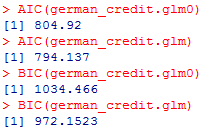 > AIC(german_credit.glm0)
[1] 804.92
> AIC(german_credit.glm)
[1] 794.137
> BIC(german_credit.glm0)
[1] 1034.466
> BIC(german_credit.glm)
[1] 972.1523